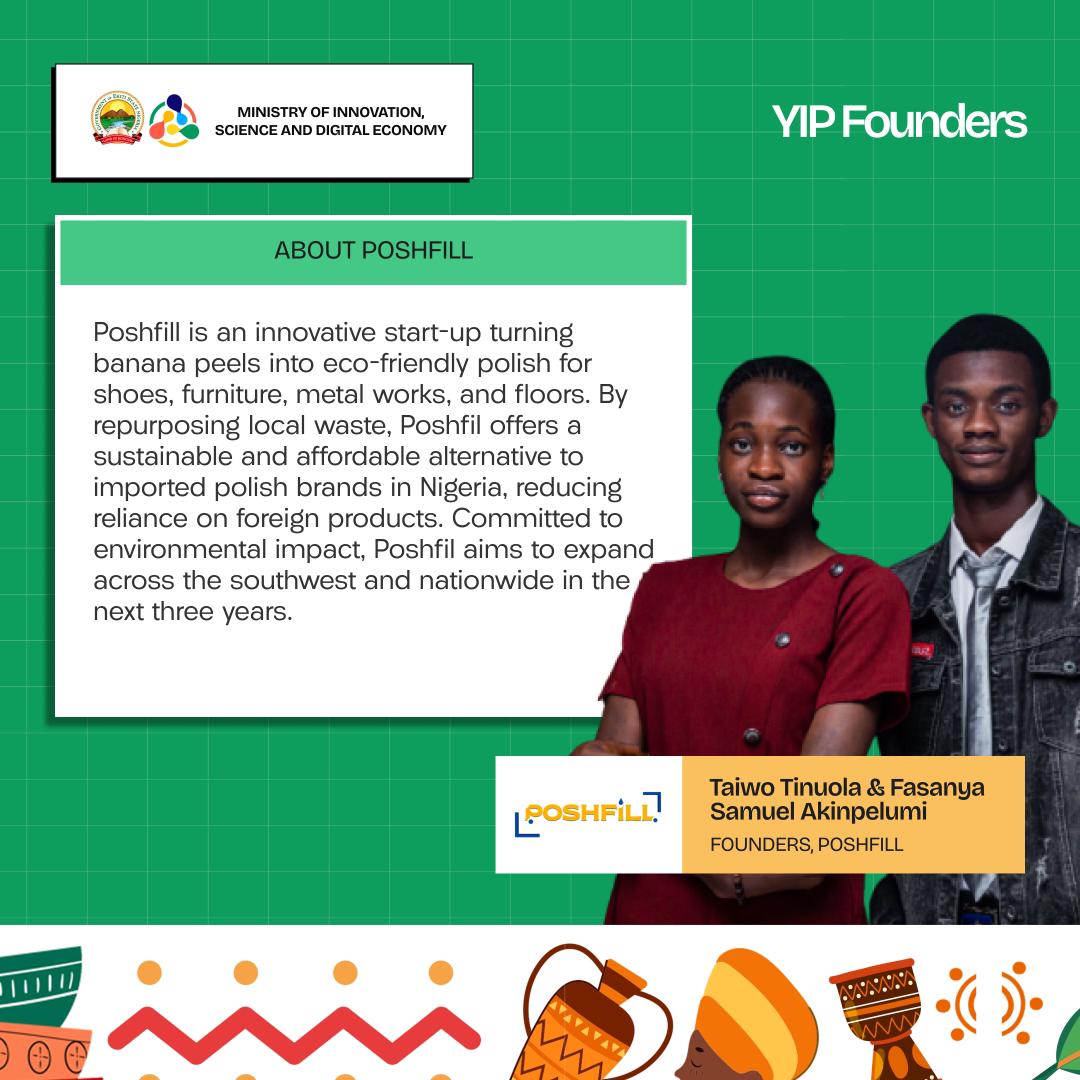 MINISTRY OF INNOVATION,
SCIENCE AND DIGITAL ECONOMY
YIP Founders
ABOUT POSHFILL
Poshfill is an innovative start-up turning
banana peels into eco-friendly polish for
shoes, furniture, metal works, and floors. By
repurposing local waste, Poshfil offers a
sustainable and affordable alternative to
imported polish brands in Nigeria, reducing
reliance on foreign products. Committed to
environmental impact, Poshfil aims to expand
across the southwest and nationwide in the
next three years.
POSHFiLL
Taiwo Tinuola & Fasanya
Samuel Akinpelumi
FOUNDERS, POSHFILL